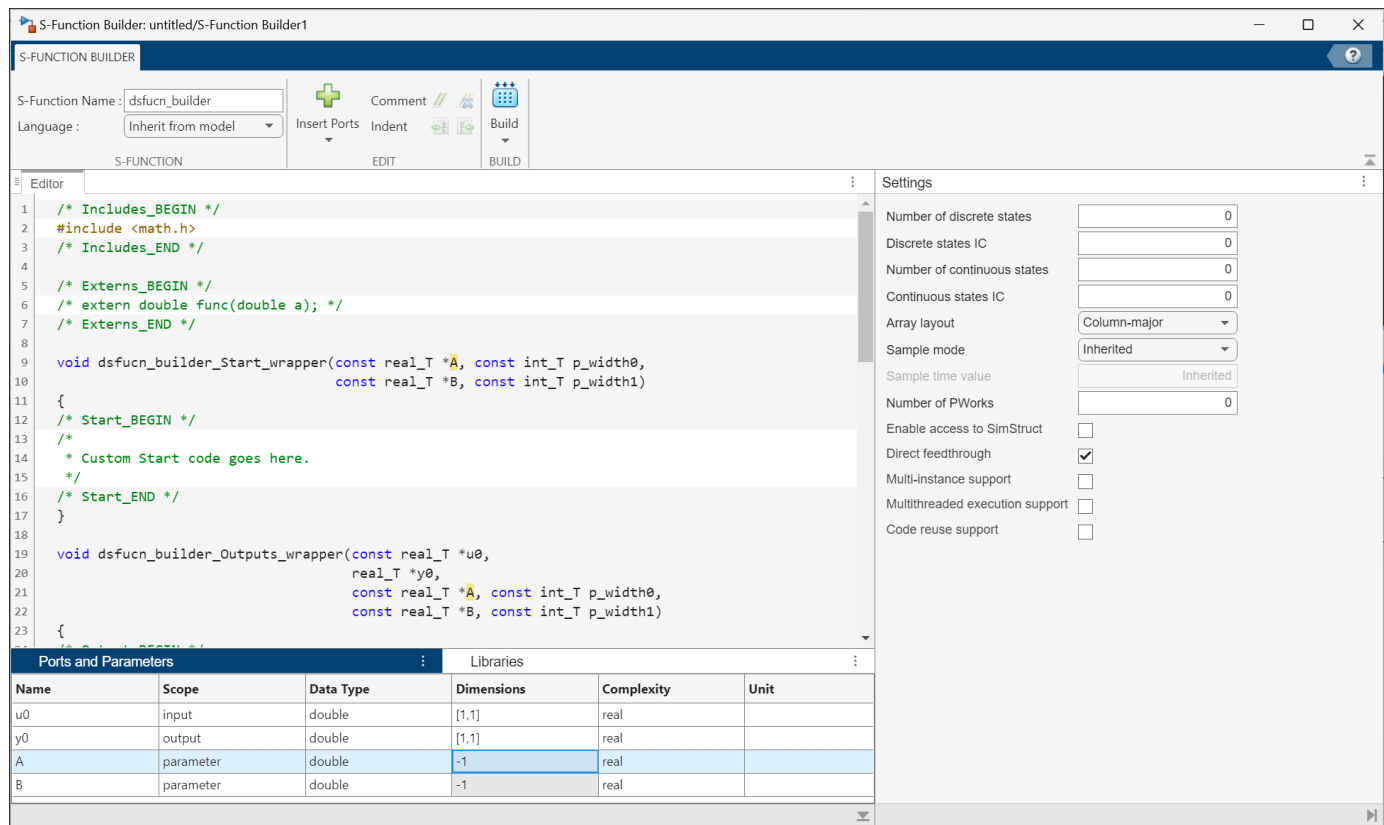 S-Function Builder: untitled/S-Function Builder1
S-FUNCTION BUILDER
?
S-Function Name : dsfucn_builder
Language : Inherit from model
S-FUNCTION
Insert Ports
Comment //
Indent
EDIT
Build
BUILD
Editor
1 /* Includes_BEGIN */
2 #include <math.h>
3 /* Includes_END */
4
5 /* Externs_BEGIN */
6 /* extern double func(double a); */
7 /* Externs_END */
8
9 void dsfucn_builder_Start_wrapper(const real_T *A, const int_T p_width0,
10 const real_T *B, const int_T p_width1)
11 {
12 /* Start_BEGIN */
13 /*
14 * Custom Start code goes here.
15 */
16 /* Start_END */
17 }
18
19 void dsfucn_builder_Outputs_wrapper(const real_T *u0,
20 real_T *y0,
21 const real_T *A, const int_T p_width0,
22 const real_T *B, const int_T p_width1)
23 {
Ports and Parameters
Libraries
Name Scope Data Type Dimensions Complexity Unit
u0 input double [1,1] real
y0 output double [1,1] real
A parameter double -1 real
B parameter double -1 real
Settings
Number of discrete states 0
Discrete states IC 0
Number of continuous states 0
Continuous states IC 0
Array layout Column-major
Sample mode Inherited
Sample time value Inherited
Number of PWorks 0
Enable access to SimStruct
Direct feedthrough
Multi-instance support
Multithreaded execution support
Code reuse support